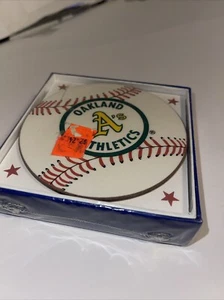 OAKLAND
A's
ATHLETICS
®